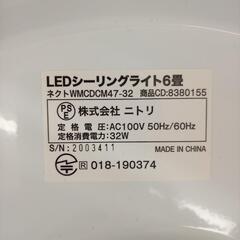 LEDシーリングライト6畳
ネクトWMCDCM47-32 商品CD:8380155
PSE 株式会社 ニトリ
定 格 電 圧:AC100V 50Hz/60Hz
定格消費電力:32W
S/N:2003411 MADE IN CHINA
R 018-190374